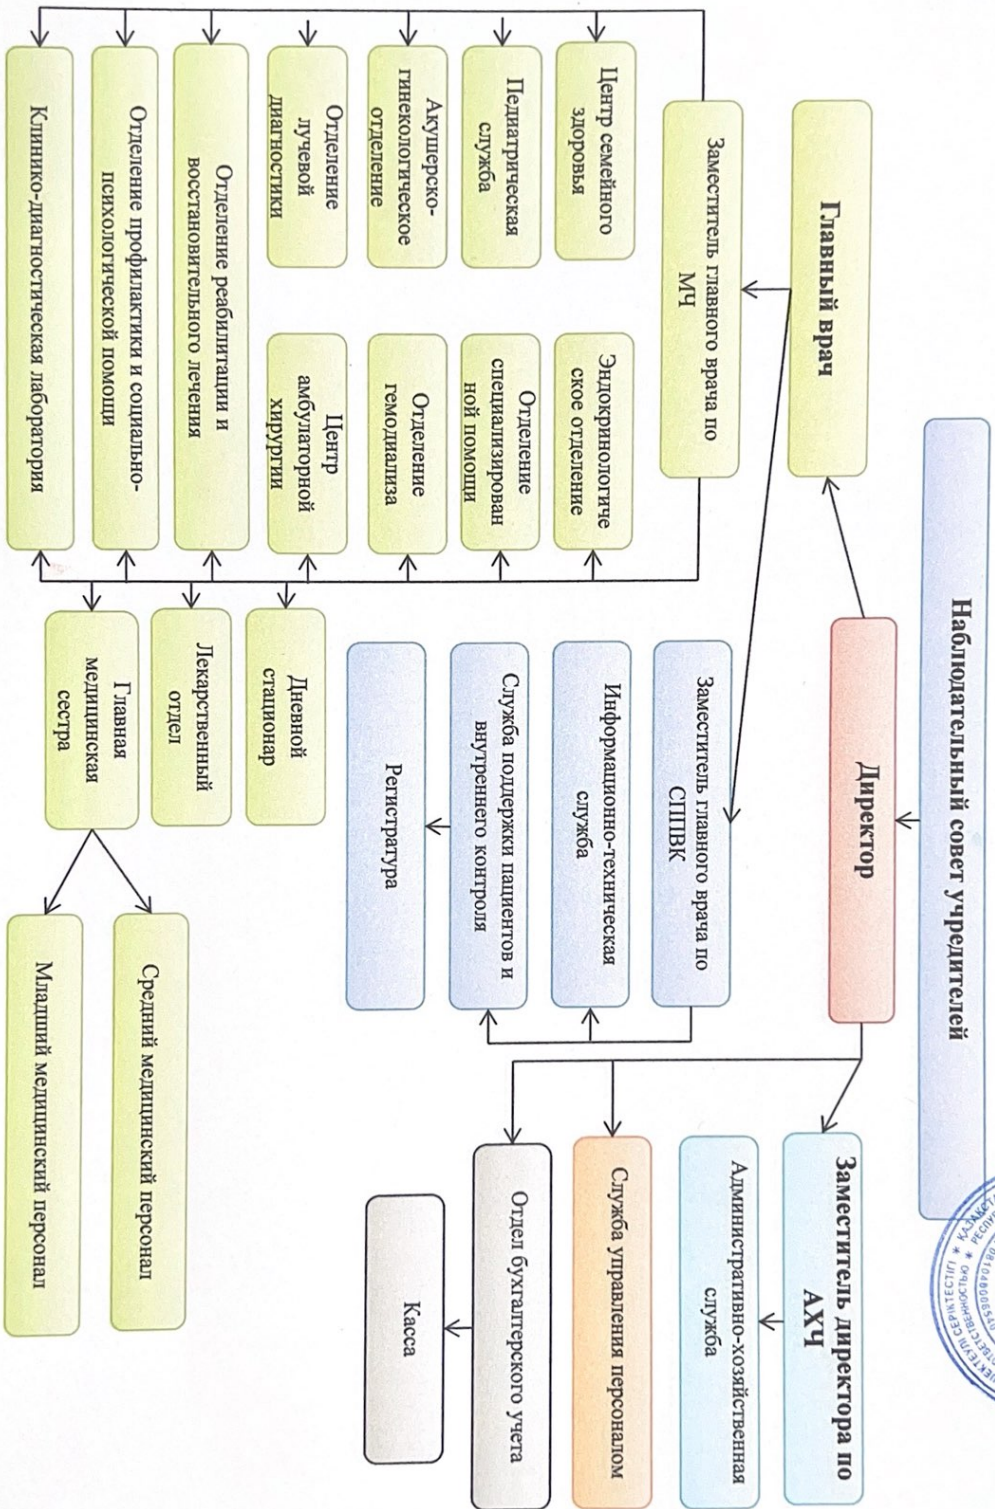 Наблюдательный совет учредителей
Директор
Главный врач
Заместитель директора по
АХЧ
Заместитель главного врача по
МЧ
Заместитель главного врача по
СППВК
Административно-хозяйственная
служба
Центр семейного
здоровья
Эндокринологиче
ское отделение
Информационно-техническая
служба
Служба управления персоналом
Педиатрическая
служба
Отделение
специализирован
ной помощи
Служба поддержки пациентов и
внутреннего контроля
Отдел бухгалтерского учета
Акушерско-
гинекологическое
отделение
Отделение
гемодиализа
Регистратура
Касса
Отделение
лучевой
диагностики
Центр
амбулаторной
хирургии
Дневной
стационар
Отделение реабилитации и
восстановительного лечения
Лекарственный
отдел
Средний медицинский персонал
Отделение профилактики и социально-
психологической помощи
Главная
медицинская
сестра
Младший медицинский персонал
Клинико-диагностическая лаборатория